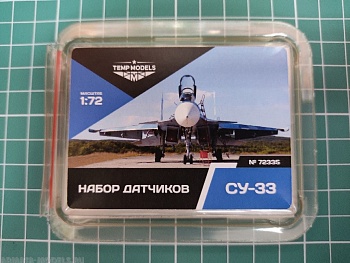 TEMP MODELS
МАСШТАБ
1:72
№ 72335
НАБОР ДАТЧИКОВ
СУ-33